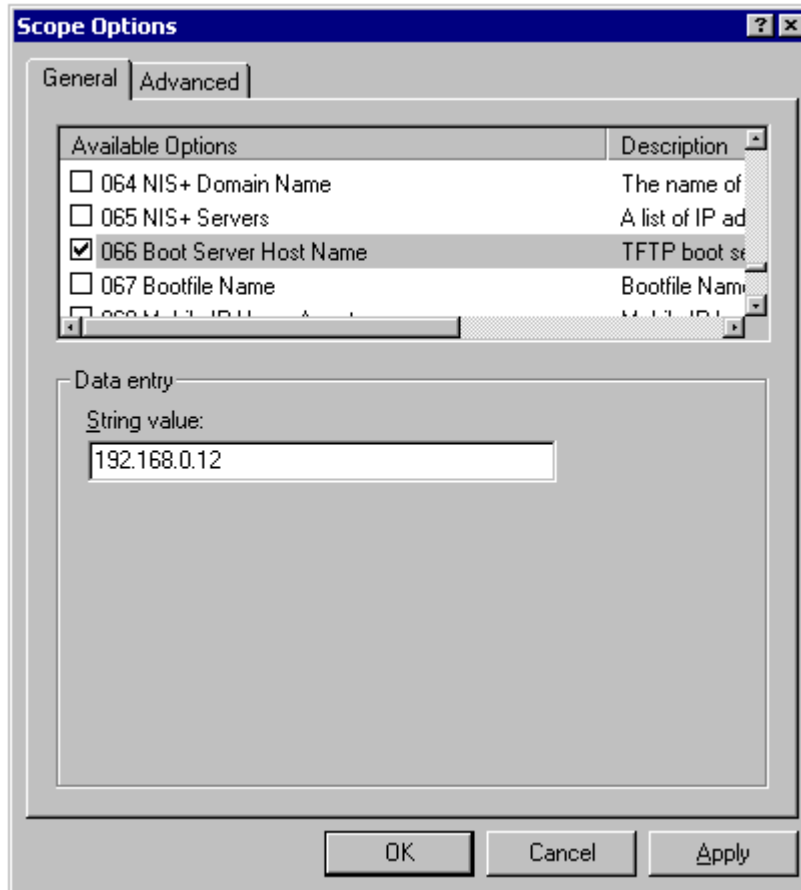 Scope Options
General Advanced
Available Options Description
064 NIS+ Domain Name The name of
065 NIS+ Servers A list of IP ad
066 Boot Server Host Name TFTP boot se
067 Bootfile Name Bootfile Nam
Data entry
String value:
192.168.0.12
OK Cancel Apply